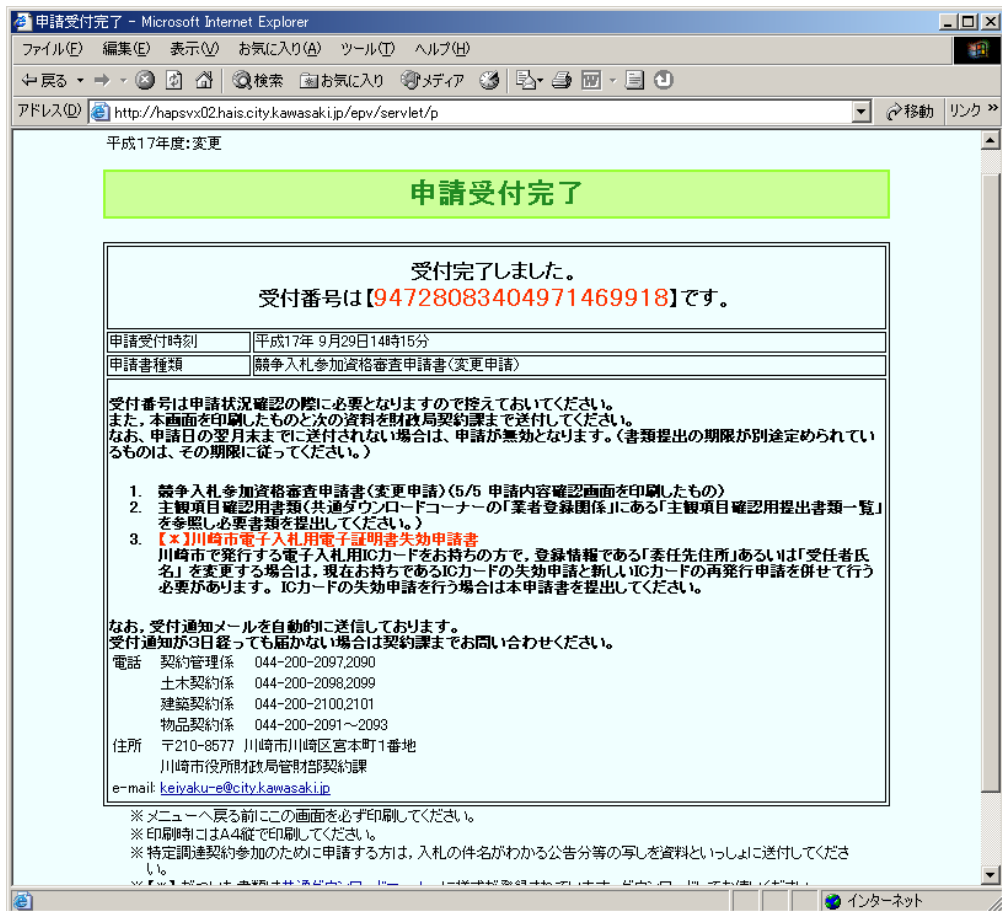 申請受付完了 - Microsoft Internet Explorer
ファイル(F) 編集(E) 表示(V) お気に入り(A) ツール(T) ヘルプ(H)
戻る 検索 お気に入り メディア
アドレス(D) http://hapsvx02.hais.city.kawasaki.jp/epv/servlet/p 移動 リンク »
平成17年度:変更
申請受付完了
受付完了しました。
受付番号は【94728083404971469918】です。
申請受付時刻 平成17年 9月29日14時15分
申請書種類 競争入札参加資格審査申請書(変更申請)
受付番号は申請状況確認の際に必要となりますので控えておいてください。
また, 本画面を印刷したものと次の資料を財政局契約課まで送付してください。
なお、申請日の翌月末までに送付されない場合は、申請が無効となります。(書類提出の期限が別途定められてい
るものは、その期限に従ってください。)
1. 競争入札参加資格審査申請書(変更申請)(5/5 申請内容確認画面を印刷したもの)
2. 主観項目確認用書類(共通ダウンロードコーナーの「業者登録関係」にある「主観項目確認用提出書類一覧」
を参照し必要書類を提出してください。)
3. 【*】川崎市電子入札用電子証明書失効申請書
川崎市で発行する電子入札用ICカードをお持ちの方で, 登録情報である「委任先住所」あるいは「受任者氏
名」を変更する場合は, 現在お持ちであるICカードの失効申請と新しいICカードの再発行申請を併せて行う
必要があります。ICカードの失効申請を行う場合は本申請書を提出してください。
なお, 受付通知メールを自動的に送信しております。
受付通知が3日経っても届かない場合は契約課までお問い合わせください。
電話 契約管理係 044-200-2097,2090
土木契約係 044-200-2098,2099
建築契約係 044-200-2100,2101
物品契約係 044-200-2091～2093
住所 〒210-8577 川崎市川崎区宮本町1番地
川崎市役所財政局管財部契約課
e-mail: keiyaku-e@city.kawasaki.jp
※メニューへ戻る前にこの画面を必ず印刷してください。
※印刷時にはA4縦で印刷してください。
※特定調達契約参加のために申請する方は, 入札の件名がわかる公告分等の写しを資料といっしょに送付してくださ
い。
インターネット